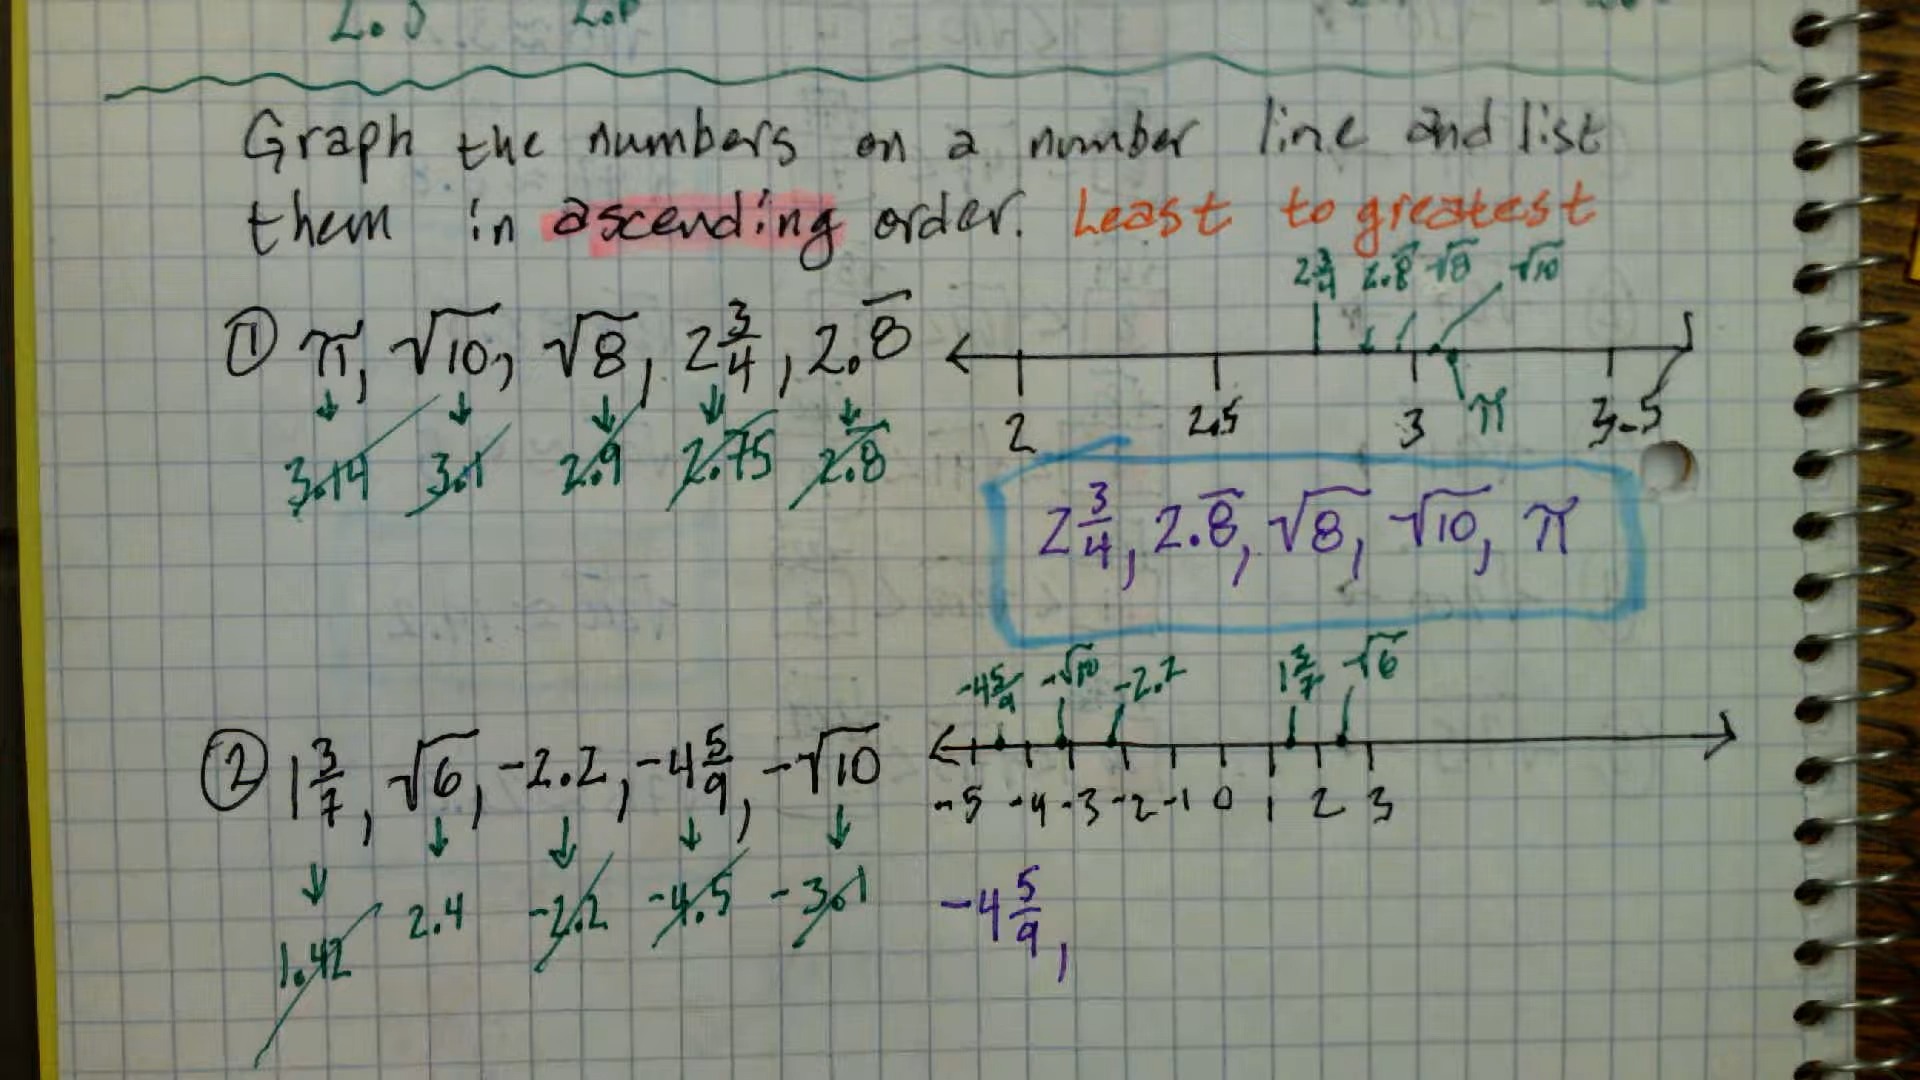 Graph the numbers on a number line and list
them in ascending order. Least to greatest
2 3/4 2.8̅ √8 √10
① π, √10, √8, 2 3/4, 2.8̅
2 2.5 3 π 3.5
3.14 3.1 2.9 2.75 2.8̅
2 3/4, 2.8̅, √8, √10, π
-4 5/9 -√10 -2.2 1 3/7 √6
② 1 3/7, √6, -2.2, -4 5/9, -√10
-5 -4 -3 -2 -1 0 1 2 3
1.42 2.4 -2.2 -4.5 -3.1
-4 5/9,